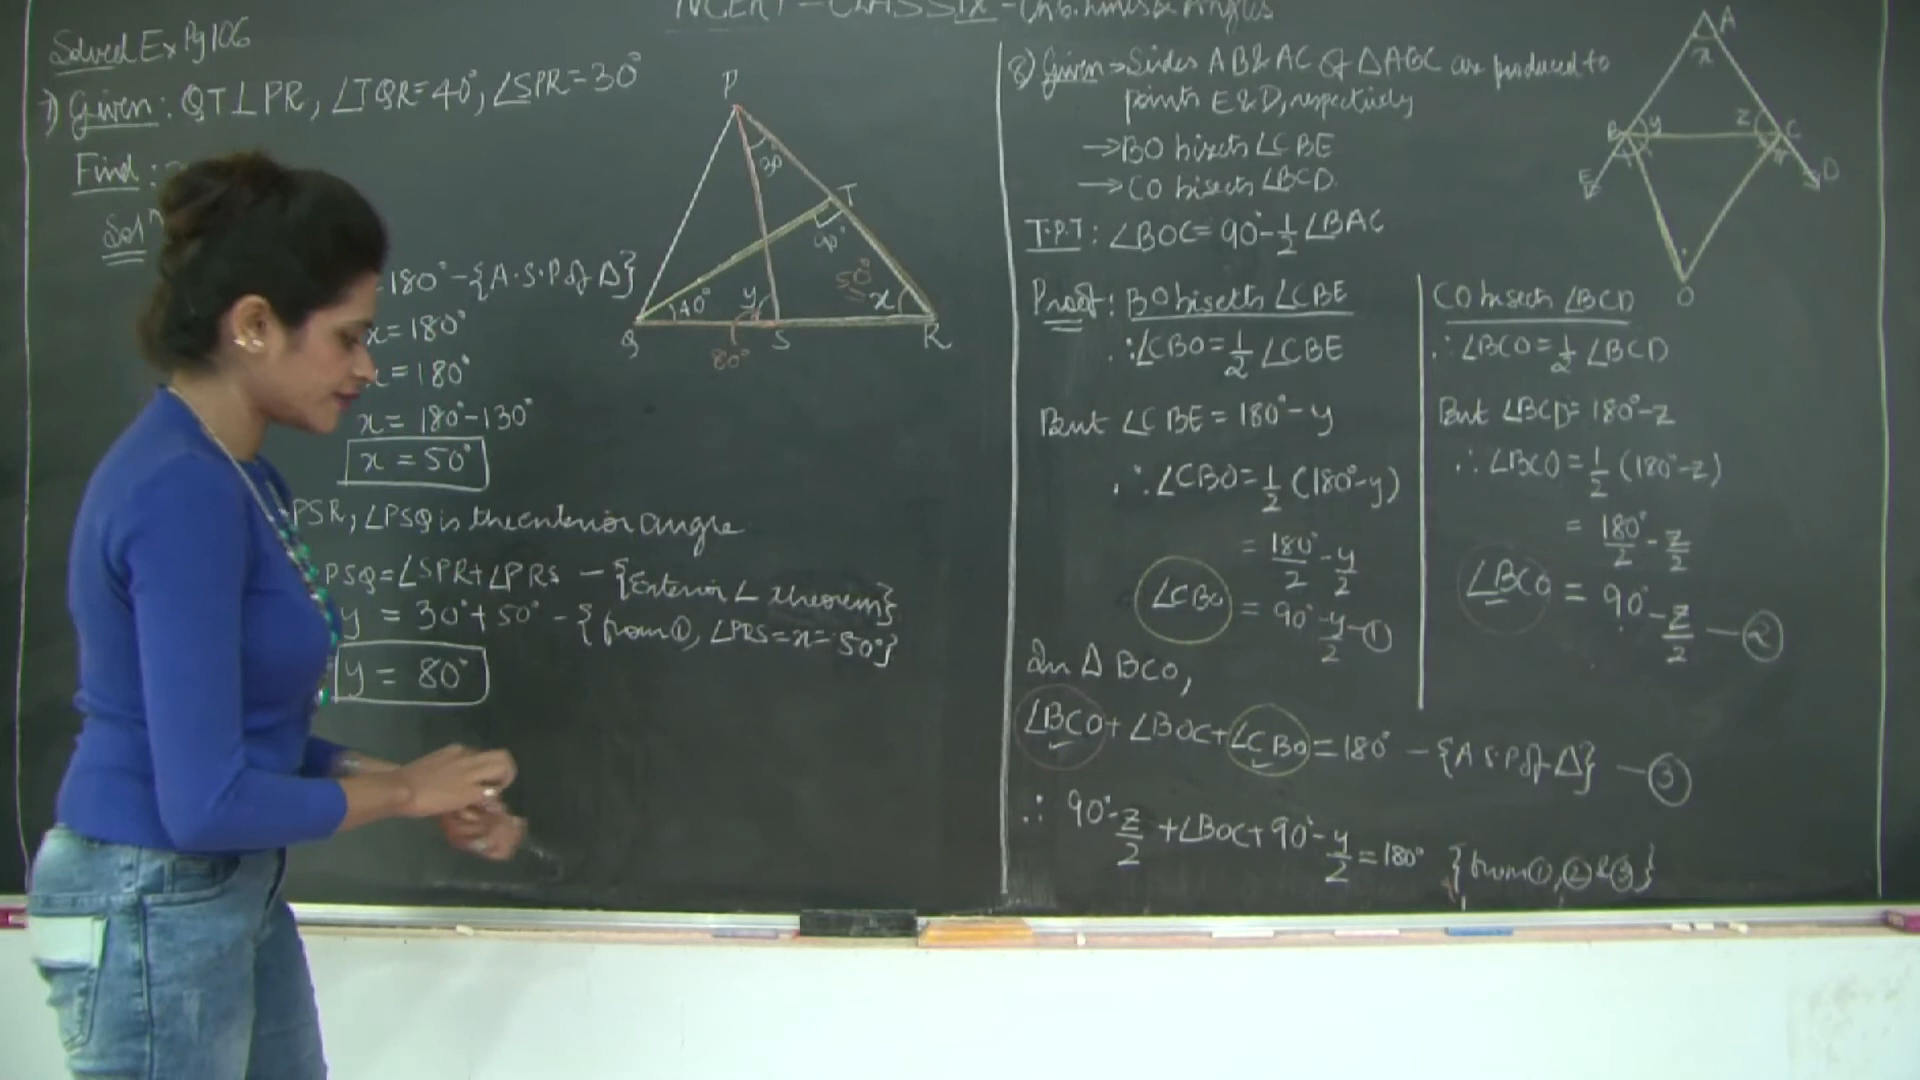 NCERT - CLASS IX - Ch 6: Lines & Angles
Solved Ex Pg 106
7) Given: QT⊥PR, ∠TQR=40°, ∠SPR=30°
Find:
Solⁿ
=180° -{A.S.P of Δ}
x=180°
x=180°
x = 180°-130°
x = 50°
PSR, ∠PSQ is the exterior angle
PSQ=∠SPR+∠PRS - {Exterior ∠ theorem}
y = 30°+50° - {from ①, ∠PRS=x=50°}
y = 80°
P
30°
T
90°
50°
40°
y
x
Q
S
R
80°
8) Given → Sides AB & AC of ΔABC are produced to
points E & D, respectively
→ BO bisects ∠CBE
→ CO bisects ∠BCD.
T.P.T: ∠BOC = 90°-1/2 ∠BAC
A
x
B
y
z
C
E
D
O
Proof: BO bisects ∠CBE
∴ ∠CBO = 1/2 ∠CBE
But ∠CBE = 180°-y
∴ ∠CBO = 1/2 (180°-y)
= 180°/2 - y/2
∠CBO = 90°-y/2 -①
CO bisects ∠BCD
∴ ∠BCO = 1/2 ∠BCD
But ∠BCD = 180°-z
∴ ∠BCO = 1/2 (180°-z)
= 180°/2 - z/2
∠BCO = 90°-z/2 -②
In Δ BCO,
∠BCO + ∠BOC + ∠CBO = 180° - {A.S.P of Δ} -③
∴ 90°-z/2 + ∠BOC + 90°-y/2 = 180° {from ①, ② & ③}